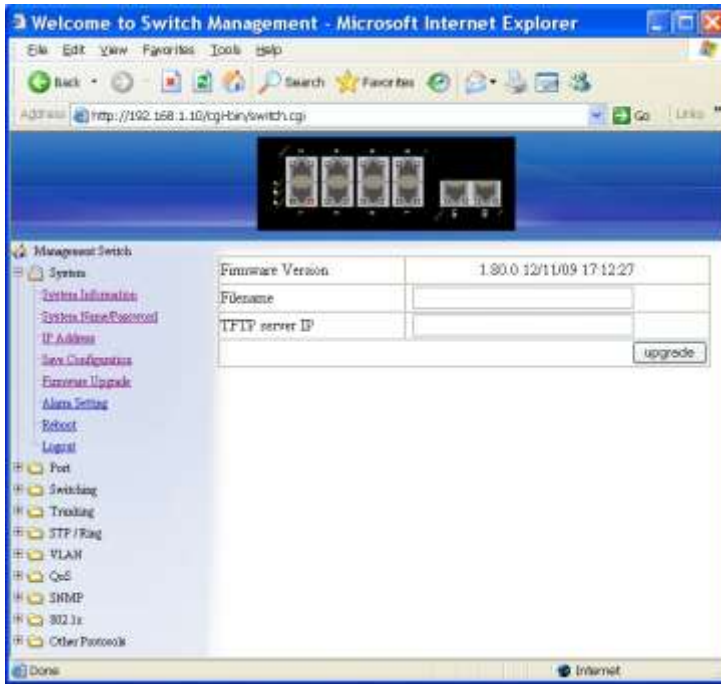 Welcome to Switch Management - Microsoft Internet Explorer
File Edit View Favorites Tools Help
Back Search Favorites
Address http://192.168.1.10/cgi-bin/switch.cgi Go Links
Management Switch
System
System Information
System Name/Password
IP Address
Save Configuration
Firmware Upgrade
Alarm Setting
Reboot
Logout
Port
Switching
Trunking
STP / Ring
VLAN
QoS
SNMP
802.1x
Other Protocols
Firmware Version 1.80.0 12/11/09 17:12:27
Filename
TFTP server IP
upgrade
Done Internet